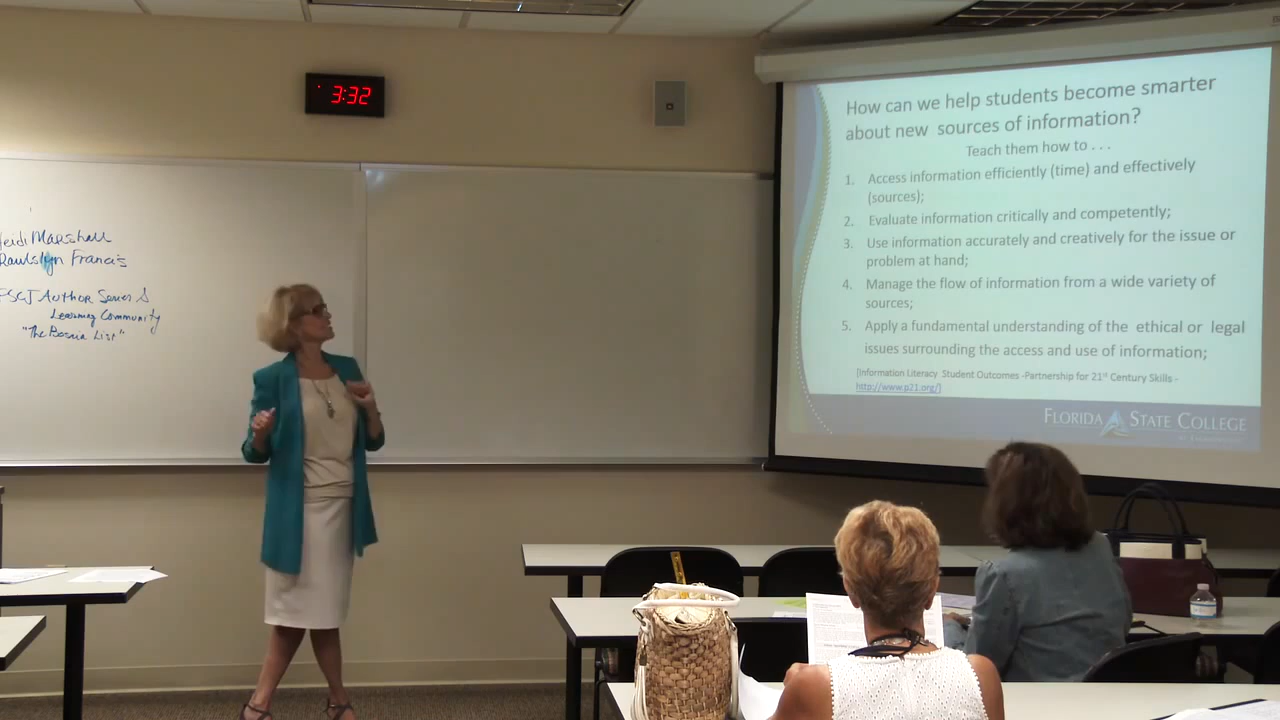 3:32
Heidi Marshall
Raulslyn Francis
FSCJ Author Series &
Learning Community
"The Bosnia List"
How can we help students become smarter
about new sources of information?
Teach them how to . . .
1. Access information efficiently (time) and effectively
(sources);
2. Evaluate information critically and competently;
3. Use information accurately and creatively for the issue or
problem at hand;
4. Manage the flow of information from a wide variety of
sources;
5. Apply a fundamental understanding of the ethical or legal
issues surrounding the access and use of information;
[Information Literacy Student Outcomes -Partnership for 21st Century Skills -
http://www.p21.org/]
FLORIDA STATE COLLEGE